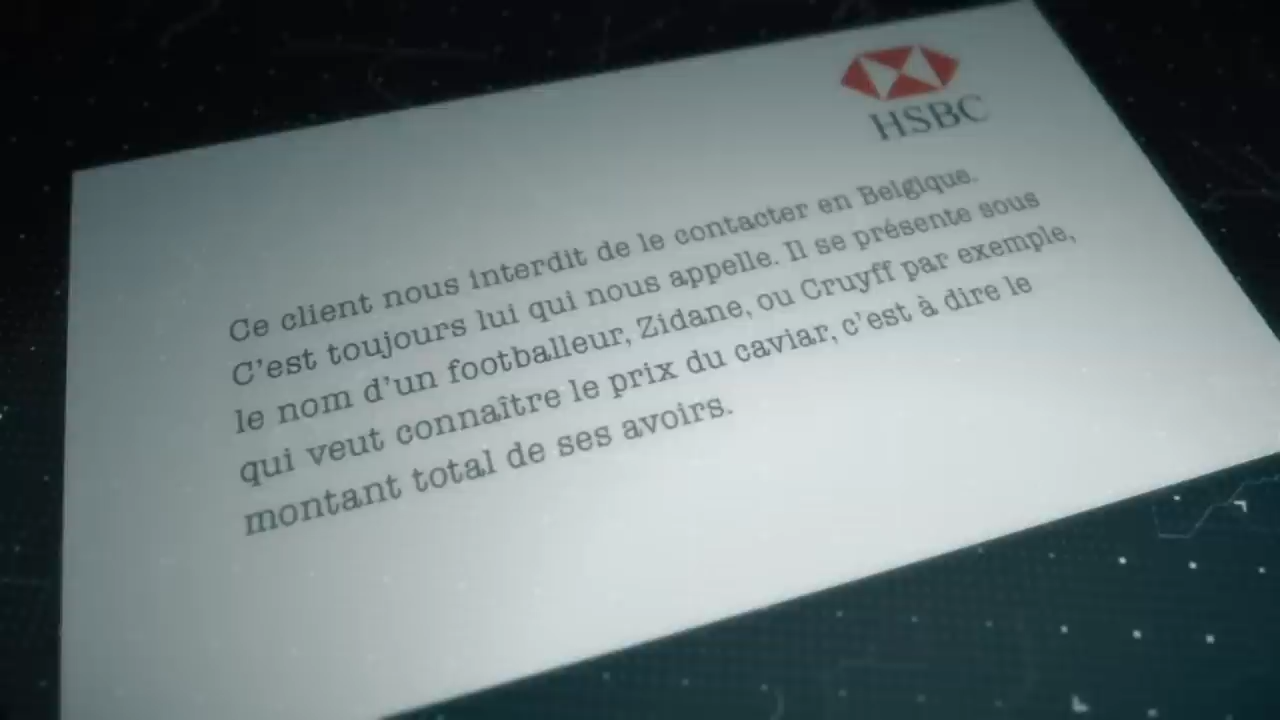 HSBC
Ce client nous interdit de le contacter en Belgique.
C'est toujours lui qui nous appelle. Il se présente sous
le nom d'un footballeur, Zidane, ou Cruyff par exemple,
qui veut connaître le prix du caviar, c'est à dire le
montant total de ses avoirs.